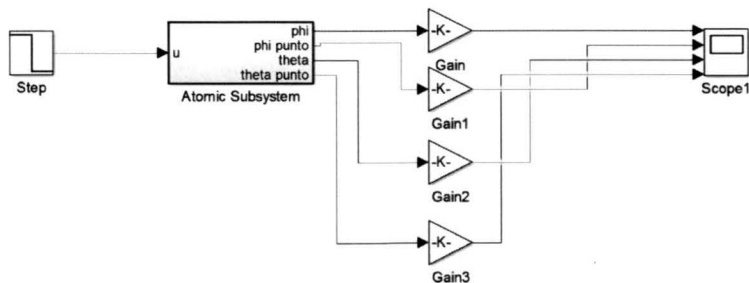 phi
-K-
u
phi punto
Step
theta
Gain
theta punto
-K-
Scope1
Atomic Subsystem
Gain1
-K-
Gain2
-K-
Gain3